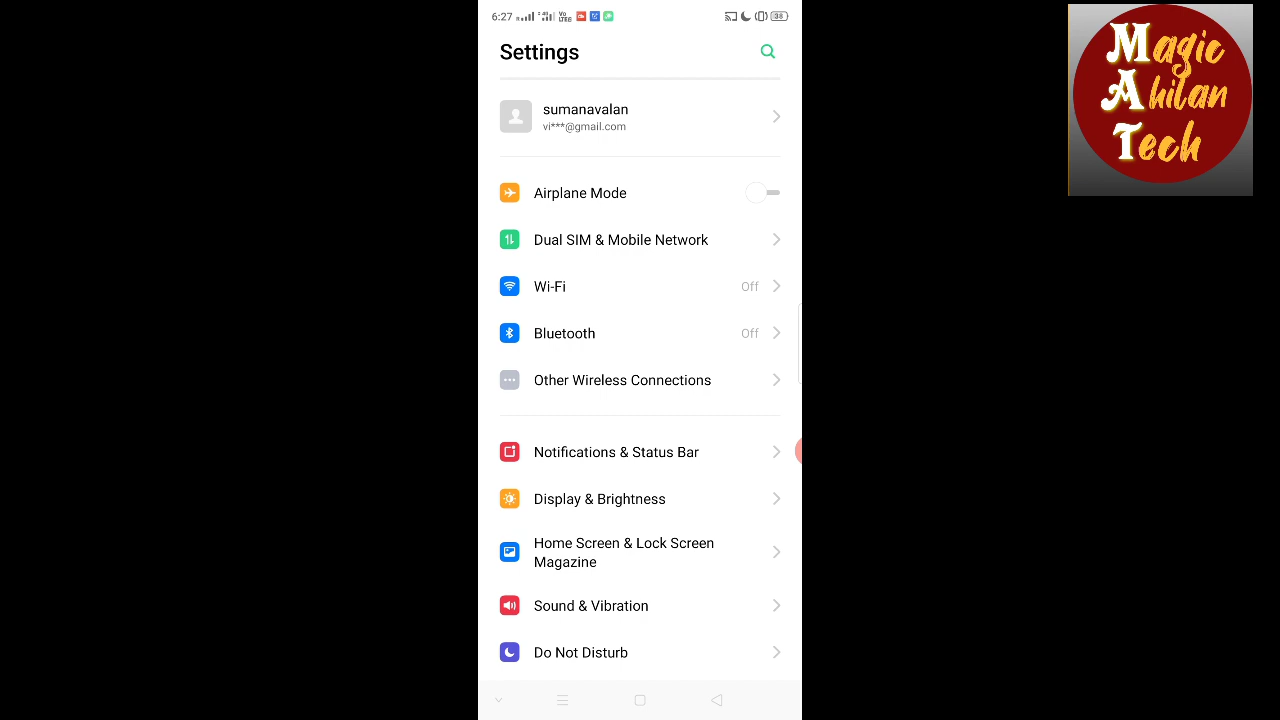 6:27
38
Settings
sumanavalan
vi***@gmail.com
Airplane Mode
Dual SIM & Mobile Network
Wi-Fi Off
Bluetooth Off
Other Wireless Connections
Notifications & Status Bar
Display & Brightness
Home Screen & Lock Screen
Magazine
Sound & Vibration
Do Not Disturb
Magic
Ahilan
Tech